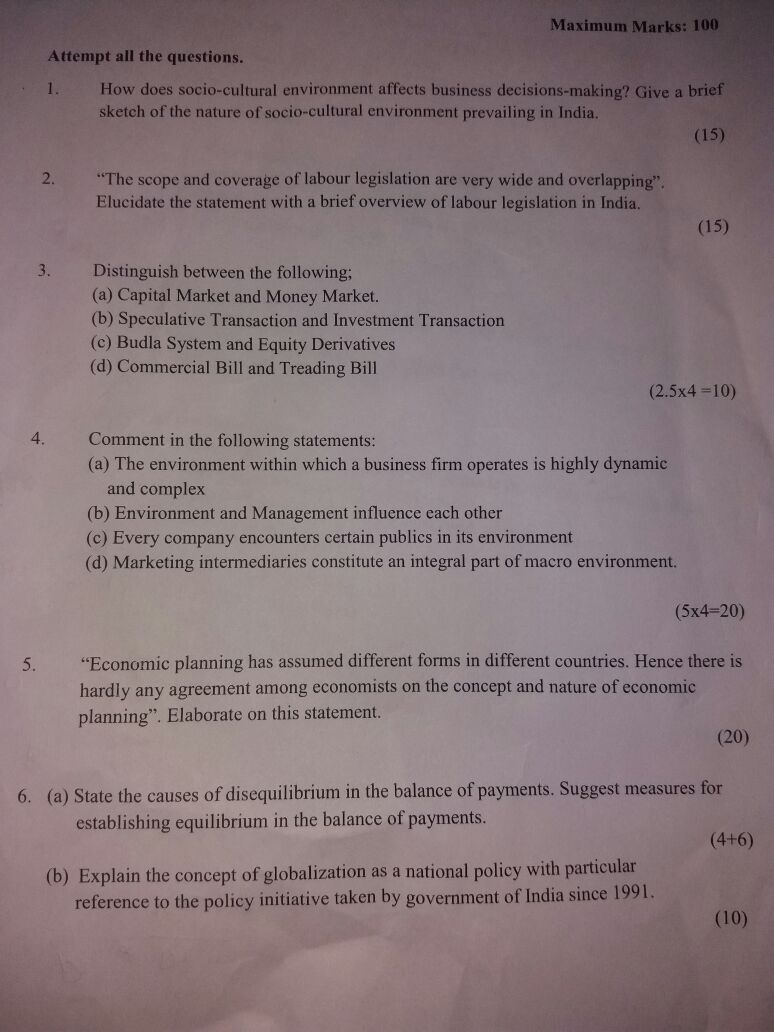 Maximum Marks: 100
Attempt all the questions.
1. How does socio-cultural environment affects business decisions-making? Give a brief
sketch of the nature of socio-cultural environment prevailing in India.
(15)
2. “The scope and coverage of labour legislation are very wide and overlapping”.
Elucidate the statement with a brief overview of labour legislation in India.
(15)
3. Distinguish between the following;
(a) Capital Market and Money Market.
(b) Speculative Transaction and Investment Transaction
(c) Budla System and Equity Derivatives
(d) Commercial Bill and Treading Bill
(2.5x4 =10)
4. Comment in the following statements:
(a) The environment within which a business firm operates is highly dynamic
and complex
(b) Environment and Management influence each other
(c) Every company encounters certain publics in its environment
(d) Marketing intermediaries constitute an integral part of macro environment.
(5x4=20)
5. “Economic planning has assumed different forms in different countries. Hence there is
hardly any agreement among economists on the concept and nature of economic
planning”. Elaborate on this statement.
(20)
6. (a) State the causes of disequilibrium in the balance of payments. Suggest measures for
establishing equilibrium in the balance of payments.
(4+6)
(b) Explain the concept of globalization as a national policy with particular
reference to the policy initiative taken by government of India since 1991.
(10)